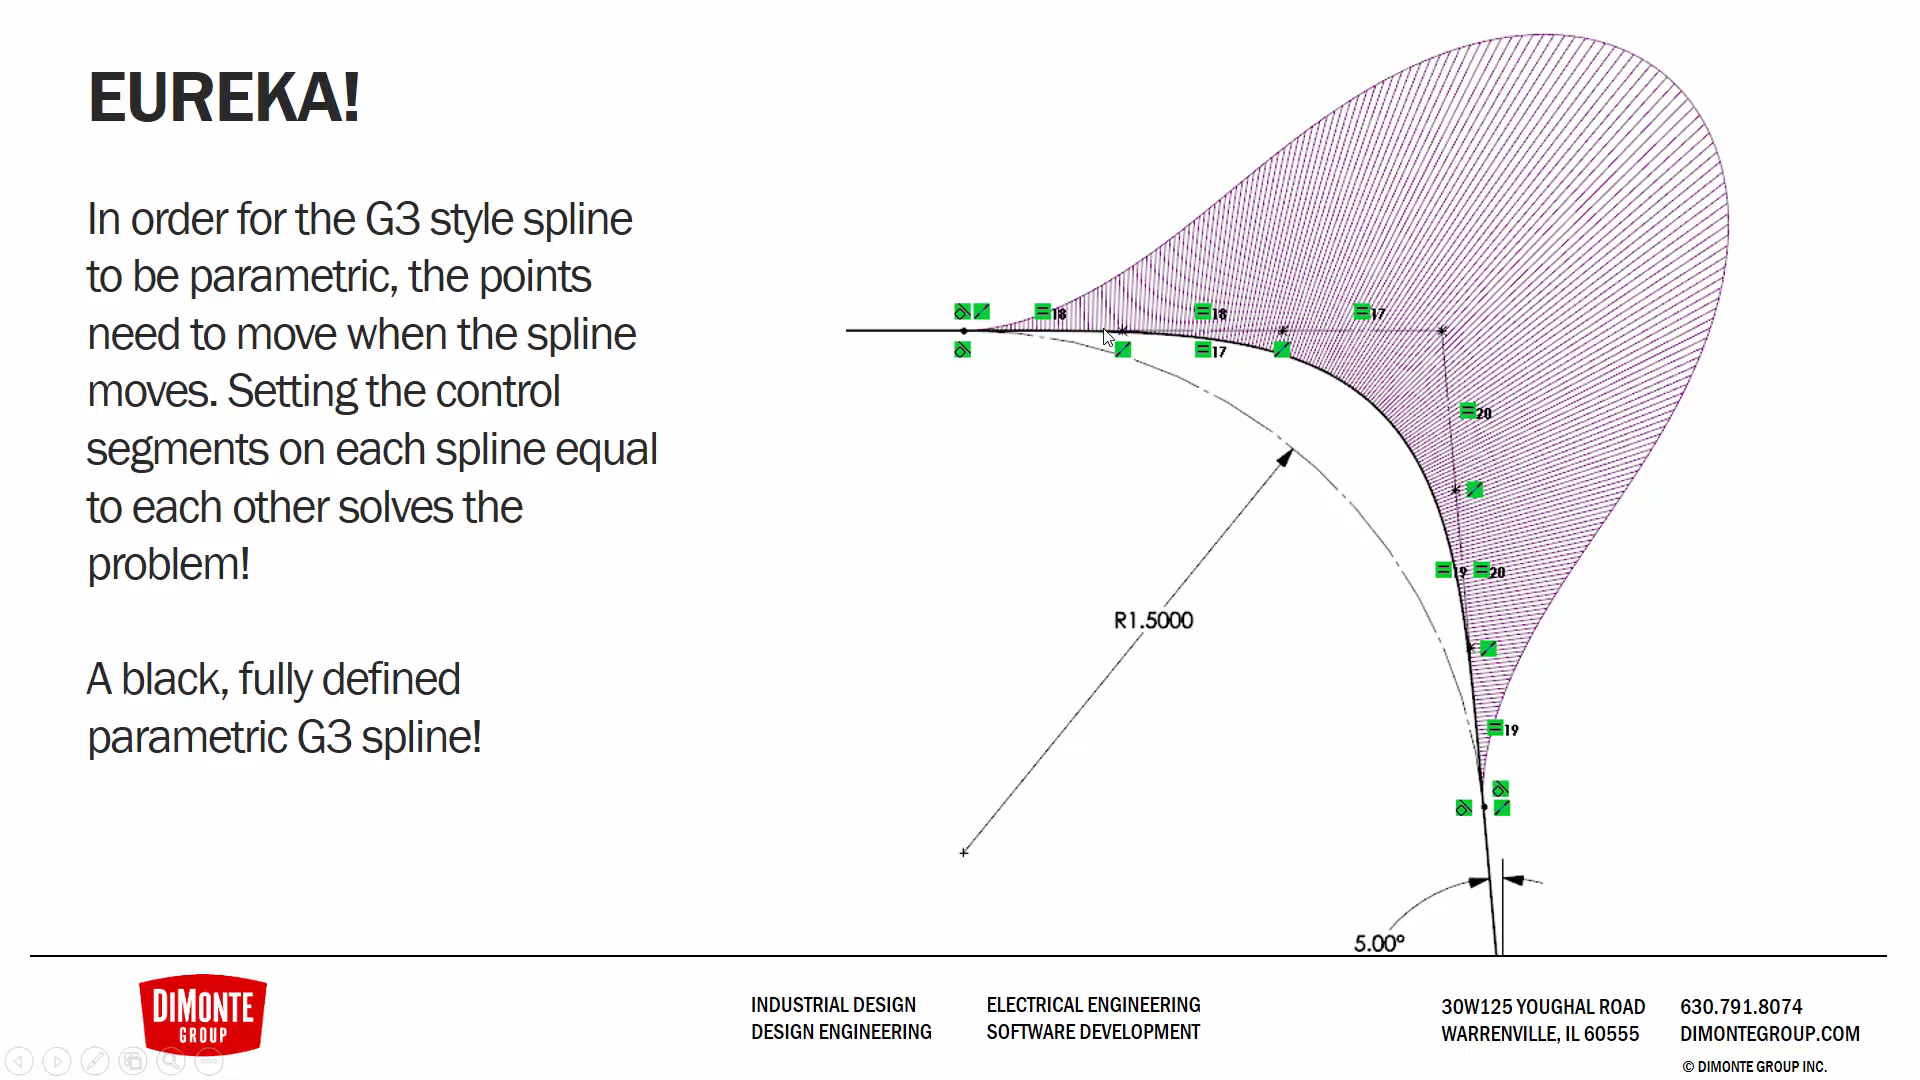 EUREKA!
In order for the G3 style spline
to be parametric, the points
need to move when the spline
moves. Setting the control
segments on each spline equal
to each other solves the
problem!
A black, fully defined
parametric G3 spline!
18
18
17
17
20
19
20
19
R1.5000
5.00°
DIMONTE
GROUP
INDUSTRIAL DESIGN
DESIGN ENGINEERING
ELECTRICAL ENGINEERING
SOFTWARE DEVELOPMENT
30W125 YOUGHAL ROAD
WARRENVILLE, IL 60555
630.791.8074
DIMONTEGROUP.COM
© DIMONTE GROUP INC.